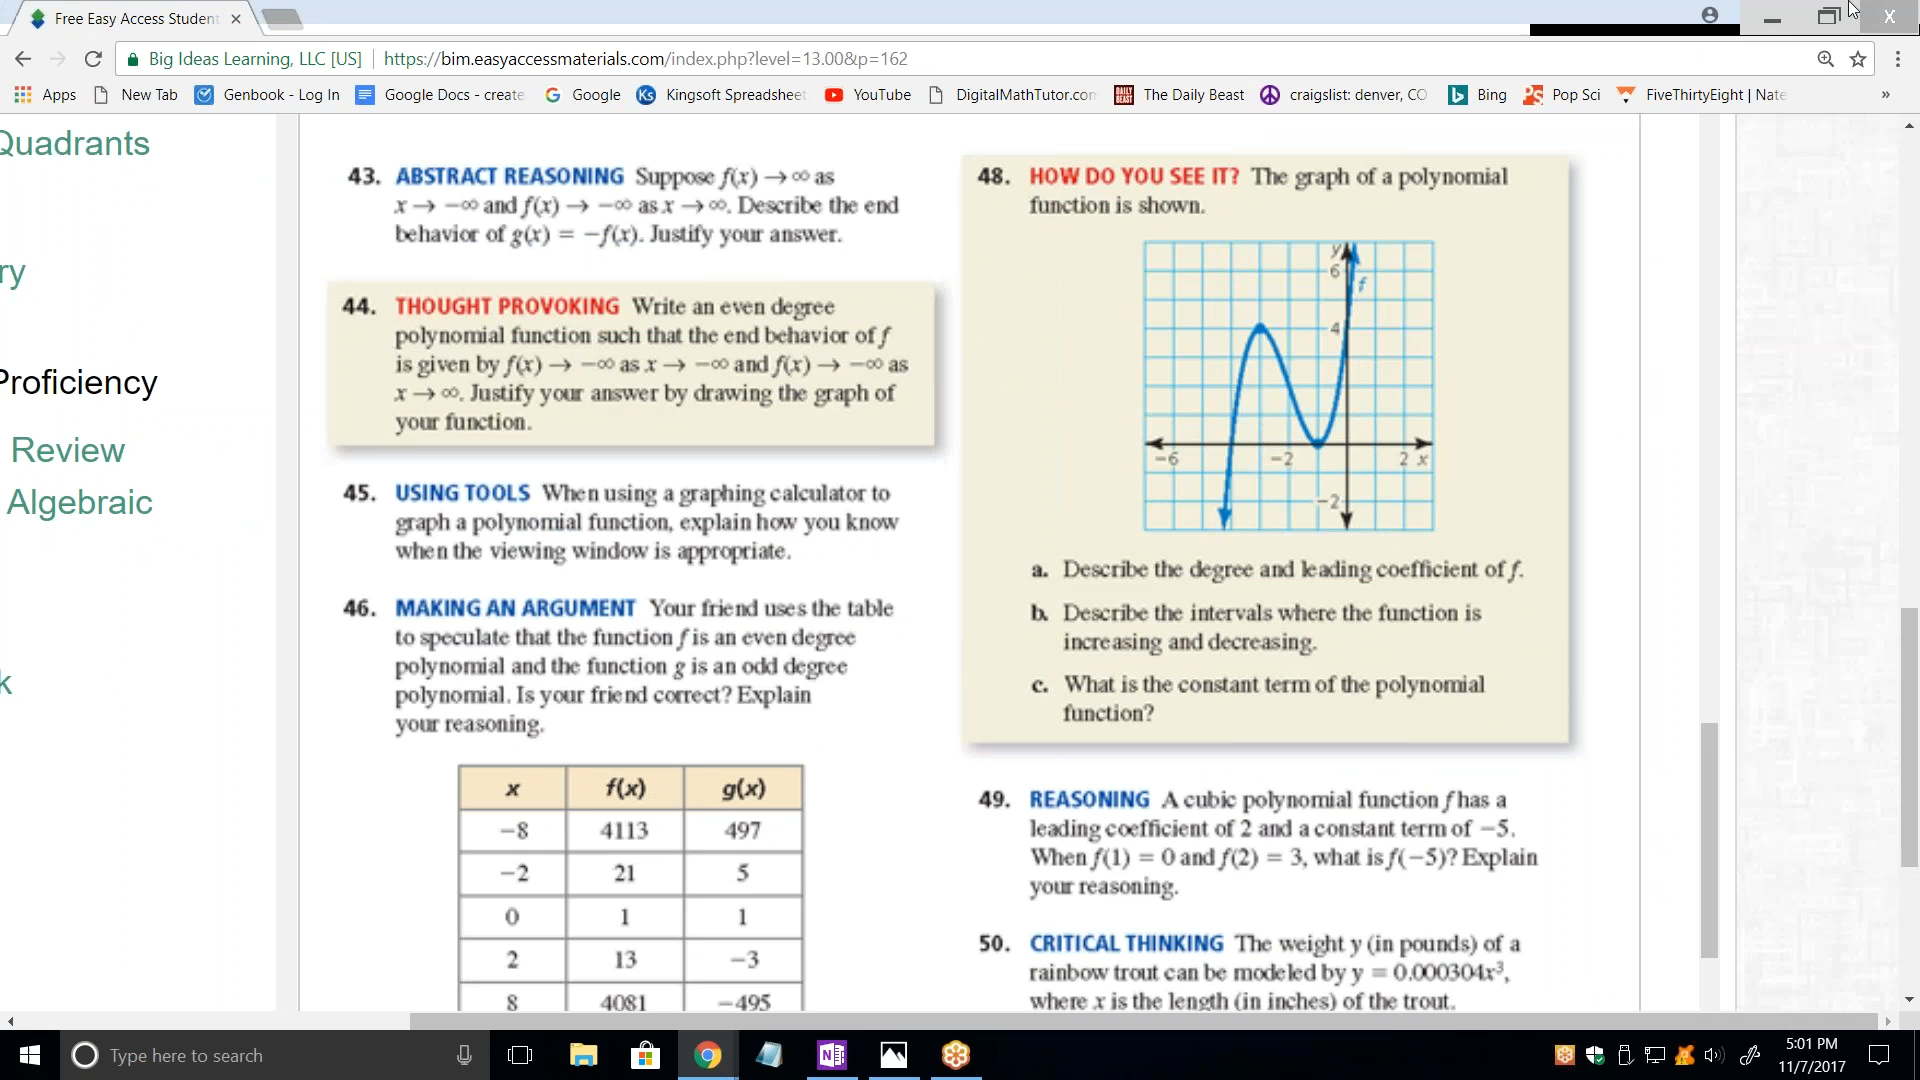 Free Easy Access Student
Big Ideas Learning, LLC [US]
https://bim.easyaccessmaterials.com/index.php?level=13.00&p=162
Apps
New Tab
Genbook - Log In
Google Docs - create
Google
Kingsoft Spreadsheet
YouTube
DigitalMathTutor.com
The Daily Beast
craigslist: denver, CO
Bing
Pop Sci
FiveThirtyEight | Nate
»
Quadrants
ry
Proficiency
Review
Algebraic
k
43. ABSTRACT REASONING Suppose f(x) → ∞ as
x → −∞ and f(x) → −∞ as x → ∞. Describe the end
behavior of g(x) = −f(x). Justify your answer.
44. THOUGHT PROVOKING Write an even degree
polynomial function such that the end behavior of f
is given by f(x) → −∞ as x → −∞ and f(x) → −∞ as
x → ∞. Justify your answer by drawing the graph of
your function.
45. USING TOOLS When using a graphing calculator to
graph a polynomial function, explain how you know
when the viewing window is appropriate.
46. MAKING AN ARGUMENT Your friend uses the table
to speculate that the function f is an even degree
polynomial and the function g is an odd degree
polynomial. Is your friend correct? Explain
your reasoning.
x f(x) g(x)
−8 4113 497
−2 21 5
0 1 1
2 13 −3
8 4081 −495
48. HOW DO YOU SEE IT? The graph of a polynomial
function is shown.
y
6
f
4
−6 −2 2 x
−2
a. Describe the degree and leading coefficient of f.
b. Describe the intervals where the function is
increasing and decreasing.
c. What is the constant term of the polynomial
function?
49. REASONING A cubic polynomial function f has a
leading coefficient of 2 and a constant term of −5.
When f(1) = 0 and f(2) = 3, what is f(−5)? Explain
your reasoning.
50. CRITICAL THINKING The weight y (in pounds) of a
rainbow trout can be modeled by y = 0.000304x³,
where x is the length (in inches) of the trout.
Type here to search
5:01 PM
11/7/2017